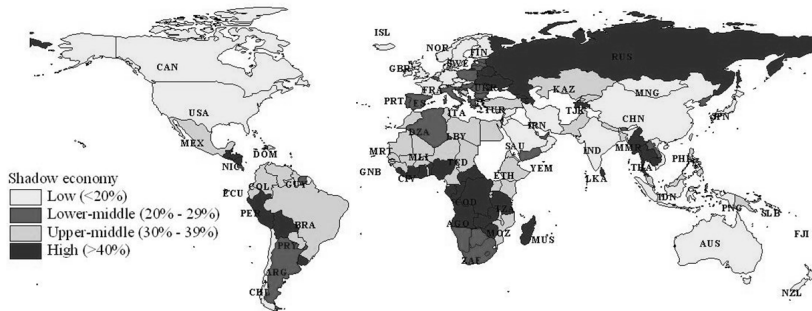 ISL
NOR
FIN
SWE
RUS
CAN
GBR
UKR
FRA
KAZ
MNG
USA
PRT
ITA
TUR
TJK
JPN
CHN
MEX
DZA
LBY
IRN
SAU
IND
MMR
DOM
MRT
MLI
TCD
YEM
THA
PHL
NIC
GNB
CIV
ETH
LKA
Shadow economy
COL
GUY
ECU
IDN
PNG
SLB
Low (<20%)
PER
BRA
COD
TZA
Lower-middle (20% - 29%)
AGO
MOZ
MUS
FJI
Upper-middle (30% - 39%)
PRY
AUS
High (>40%)
ARG
ZAF
CHL
NZL